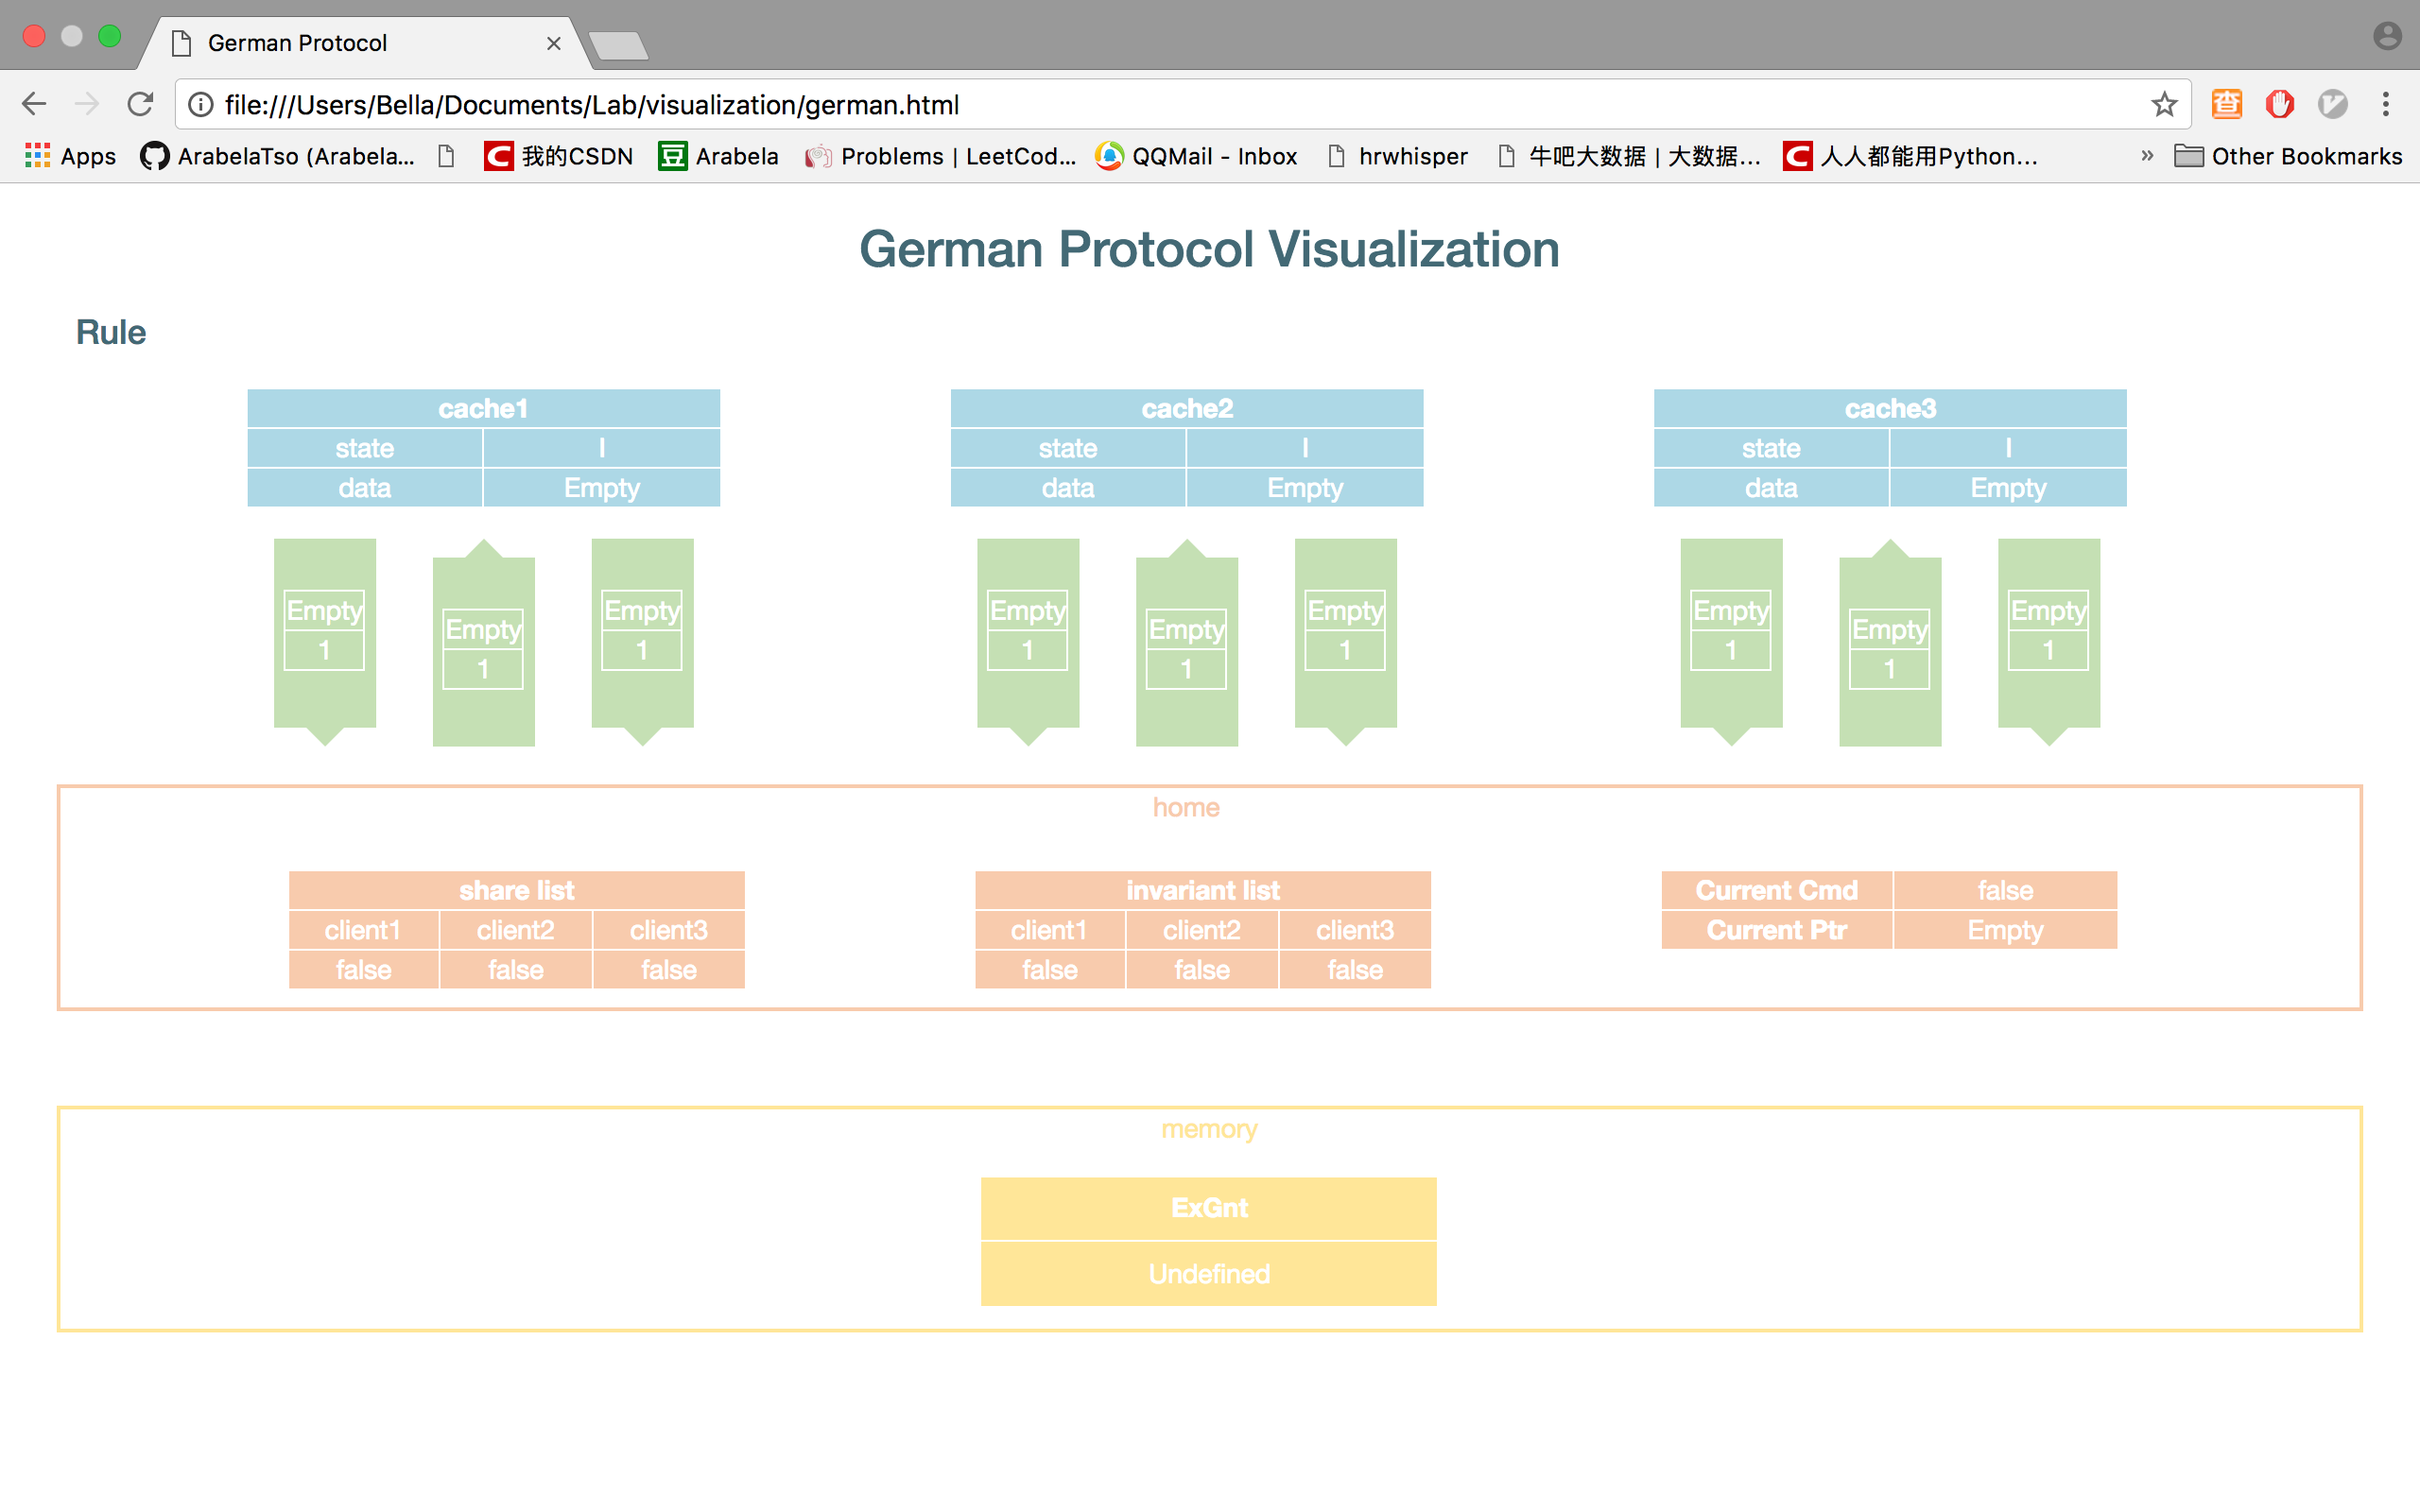 German Protocol
file:///Users/Bella/Documents/Lab/visualization/german.html
查
Apps ArabelaTso (Arabela... 我的CSDN 豆 Arabela Problems | LeetCod... QQMail - Inbox hrwhisper 牛吧大数据 | 大数据... 人人都能用Python... » Other Bookmarks
German Protocol Visualization
Rule
cache1 cache2 cache3
state I state I state I
data Empty data Empty data Empty
Empty Empty Empty Empty Empty Empty Empty Empty Empty
1 1 1 1 1 1 1 1 1
home
share list invariant list Current Cmd false
client1 client2 client3 client1 client2 client3 Current Ptr Empty
false false false false false false
memory
ExGnt
Undefined